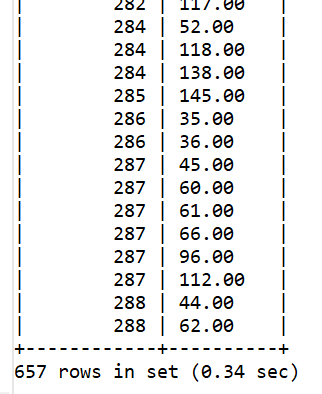 |        282 | 117.00   |
|        284 | 52.00    |
|        284 | 118.00   |
|        284 | 138.00   |
|        285 | 145.00   |
|        286 | 35.00    |
|        286 | 36.00    |
|        287 | 45.00    |
|        287 | 60.00    |
|        287 | 61.00    |
|        287 | 66.00    |
|        287 | 96.00    |
|        287 | 112.00   |
|        288 | 44.00    |
|        288 | 62.00    |
+------------+----------+
657 rows in set (0.34 sec)